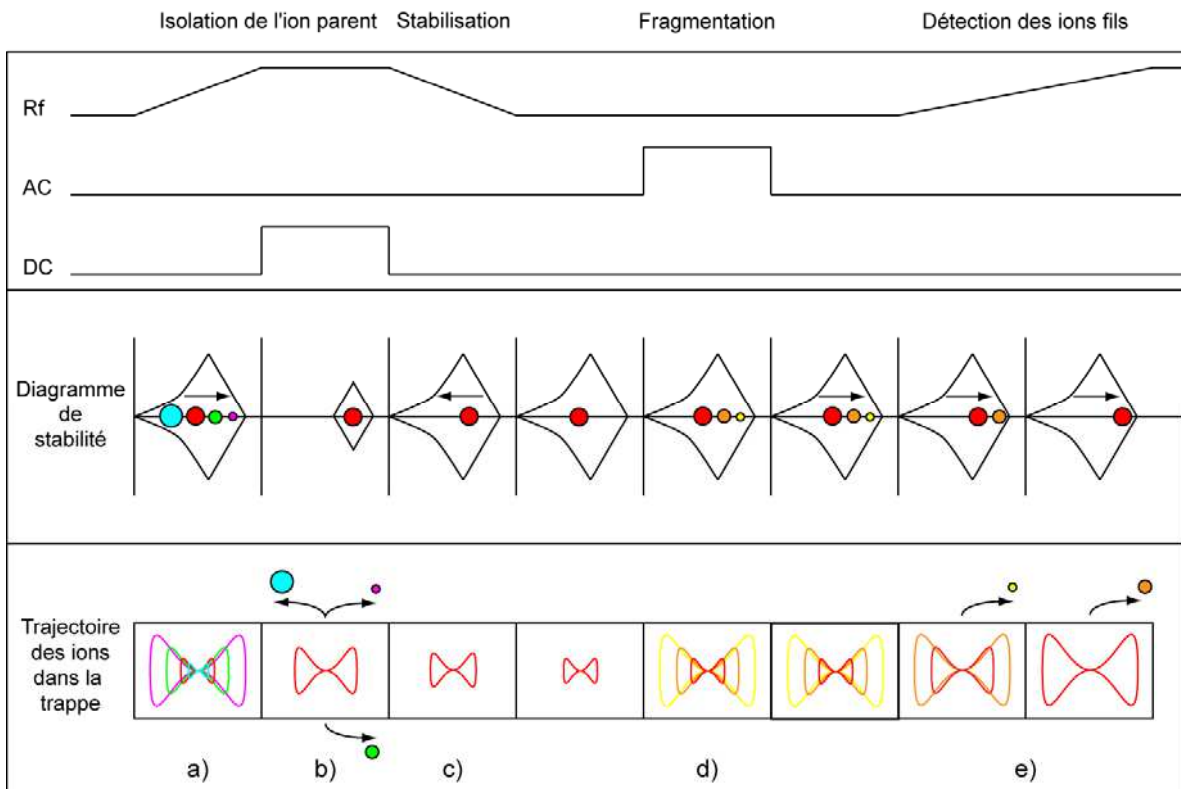 Isolation de l'ion parent
Stabilisation
Fragmentation
Détection des ions fils
Rf
AC
DC
Diagramme
de
stabilité
Trajectoire
des ions
dans la
trappe
a)
b)
c)
d)
e)